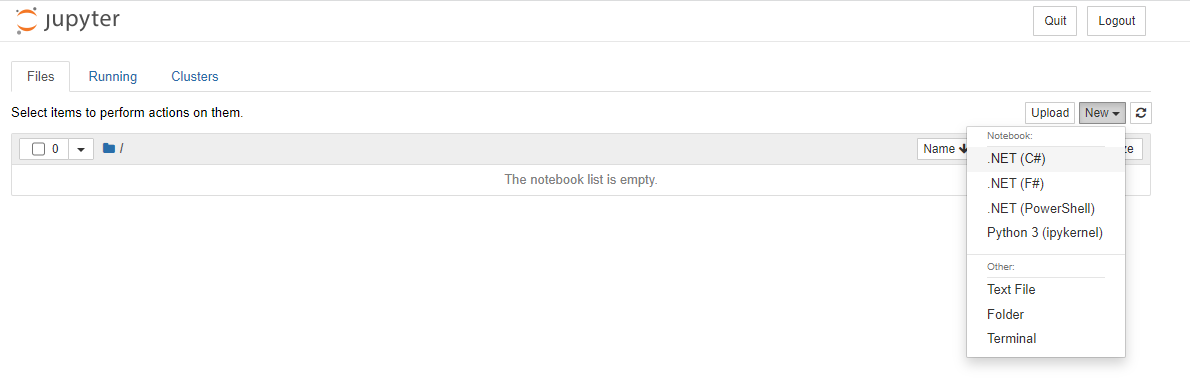 jupyter
Quit Logout
Files Running Clusters
Select items to perform actions on them.
Upload New
0 / Name ze
The notebook list is empty.
Notebook:
.NET (C#)
.NET (F#)
.NET (PowerShell)
Python 3 (ipykernel)
Other:
Text File
Folder
Terminal